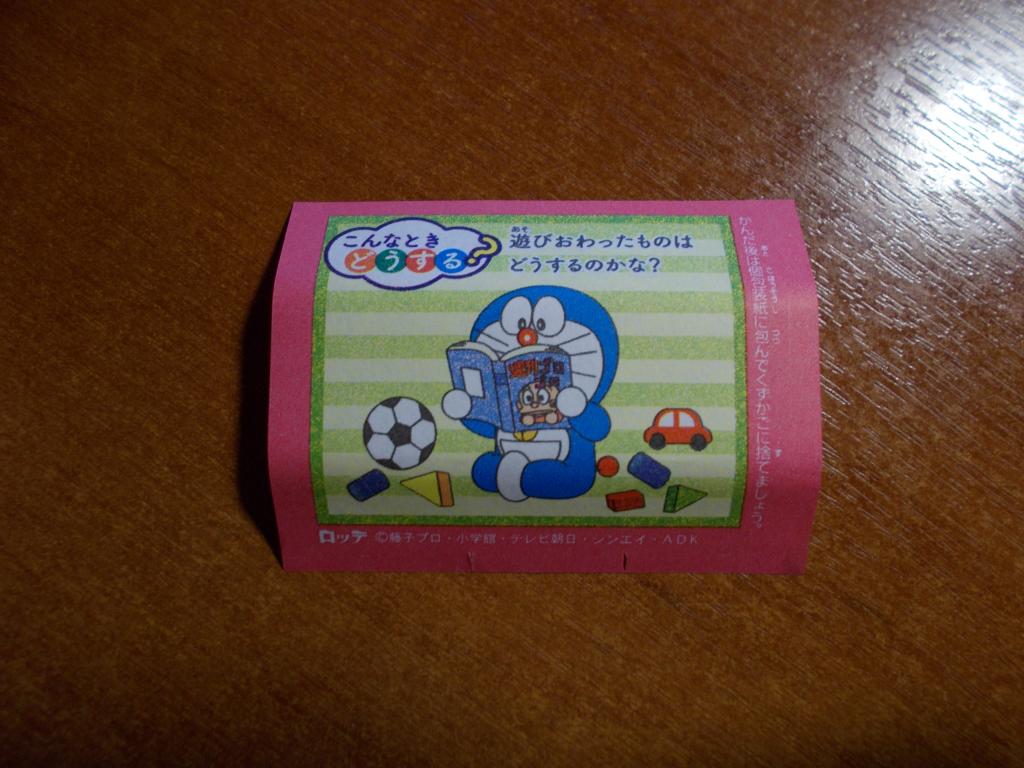 こんなとき
どうする?
遊びおわったものは
どうするのかな?
かんだ後は個包装紙に包んでくずかごに捨てましょう。
ロッテ ©藤子プロ・小学館・テレビ朝日・シンエイ・ADK